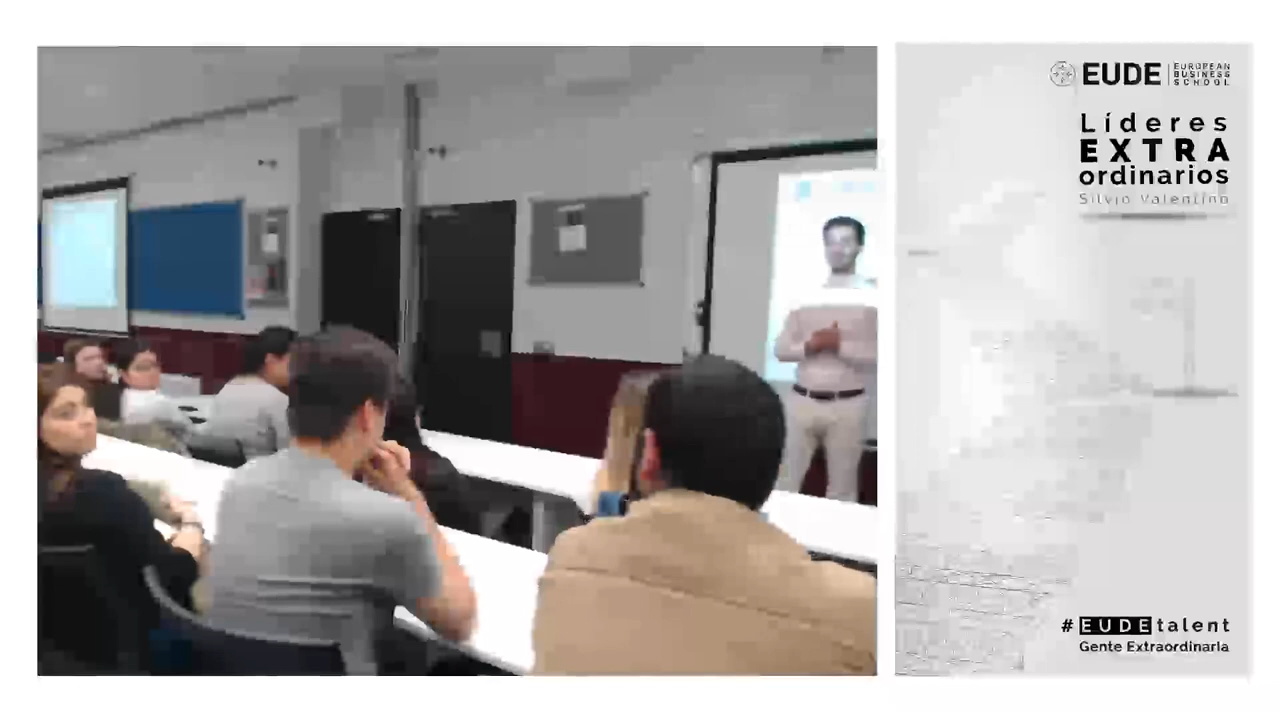 EUDE
EUROPEAN
BUSINESS
SCHOOL
Líderes
EXTRA
ordinarios
Silvio Valentino
#EUDEtalent
Gente Extraordinaria